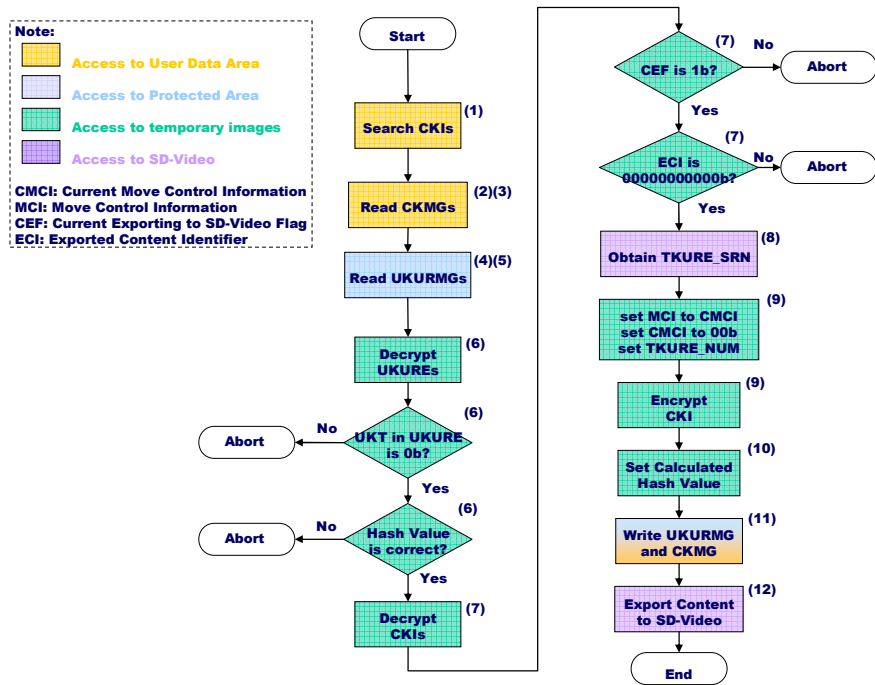 Note:
Access to User Data Area
Access to Protected Area
Access to temporary images
Access to SD-Video
CMCI: Current Move Control Information
MCI: Move Control Information
CEF: Current Exporting to SD-Video Flag
ECI: Exported Content Identifier
Start
(1)
Search CKIs
(2)(3)
Read CKMGs
(4)(5)
Read UKURMGs
(6)
Decrypt
UKUREs
(6)
No
Abort
UKT in UKURE
is 0b?
Yes
(6)
No
Abort
Hash Value
is correct?
Yes
(7)
Decrypt
CKIs
(7)
No
CEF is 1b?
Abort
Yes
(7)
ECI is
00000000000b?
No
Abort
Yes
(8)
Obtain TKURE_SRN
(9)
set MCI to CMCI
set CMCI to 00b
set TKURE_NUM
(9)
Encrypt
CKI
(10)
Set Calculated
Hash Value
(11)
Write UKURMG
and CKMG
(12)
Export Content
to SD-Video
End